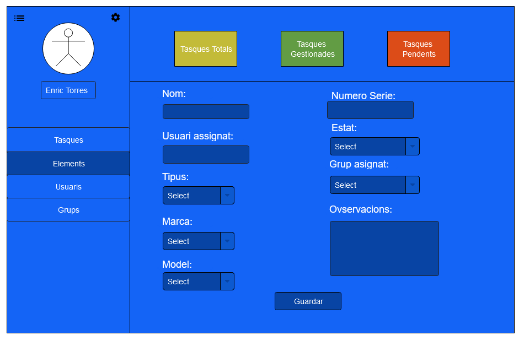 Enric Torres
Tasques
Elements
Usuaris
Grups
Tasques Totals
Tasques
Gestionades
Tasques
Pendents
Nom:
Numero Serie:
Usuari assignat:
Estat:
Select
Tipus:
Select
Grup asignat:
Select
Marca:
Select
Ovservacions:
Model:
Select
Guardar